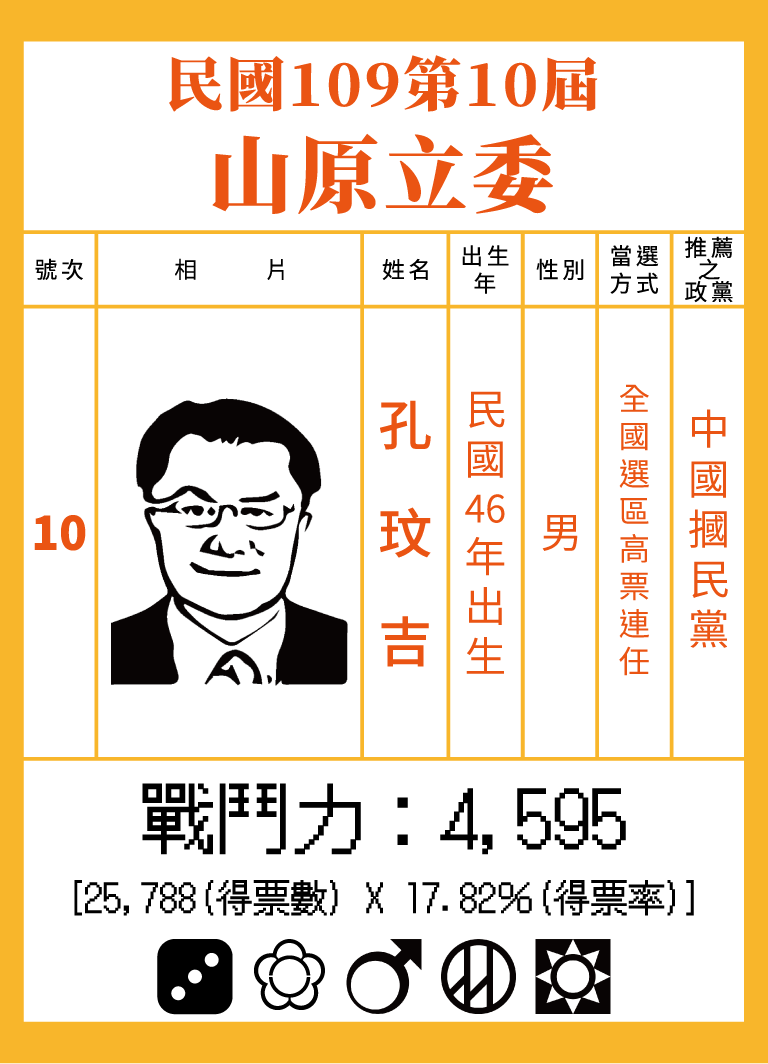 民國109第10屆
山原立委
號次
相 片
姓名
出生年
性別
當選方式
推薦之政黨
10
孔玟吉
民國46年出生
男
全國選區高票連任
中國摑民黨
戰鬥力：4,595
[25,788(得票數) X 17.82%(得票率)]